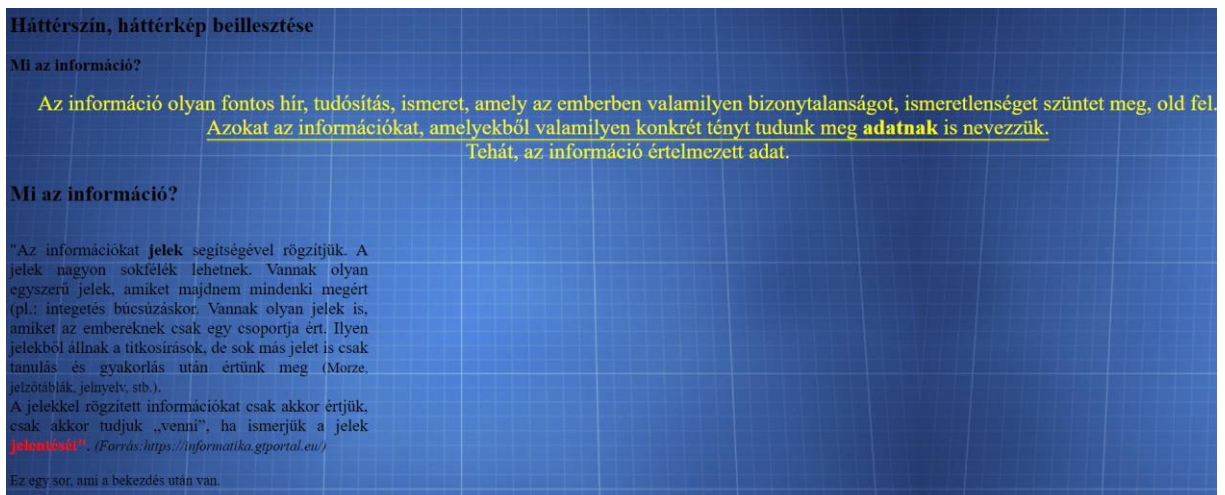 Háttérszín, háttérkép beillesztése
Mi az információ?
Az információ olyan fontos hír, tudósítás, ismeret, amely az emberben valamilyen bizonytalanságot, ismeretlenséget szüntet meg, old fel.
Azokat az információkat, amelyekből valamilyen konkrét tényt tudunk meg adatnak is nevezzük.
Tehát, az információ értelmezett adat.
Mi az információ?
"Az információkat jelek segítségével rögzítjük. A
jelek nagyon sokfélék lehetnek. Vannak olyan
egyszerű jelek, amiket majdnem mindenki megért
(pl.: integetés búcsúzáskor. Vannak olyan jelek is,
amiket az embereknek csak egy csoportja ért. Ilyen
jelekből állnak a titkosírások, de sok más jelet is csak
tanulás és gyakorlás után értünk meg (Morze,
jelzőtáblák, jelnyelv, stb.).
A jelekkel rögzített információkat csak akkor értjük,
csak akkor tudjuk „venni”, ha ismerjük a jelek
jelentését". (Forrás:https://informatika.gtportal.eu/)
Ez egy sor, ami a bekezdés után van.